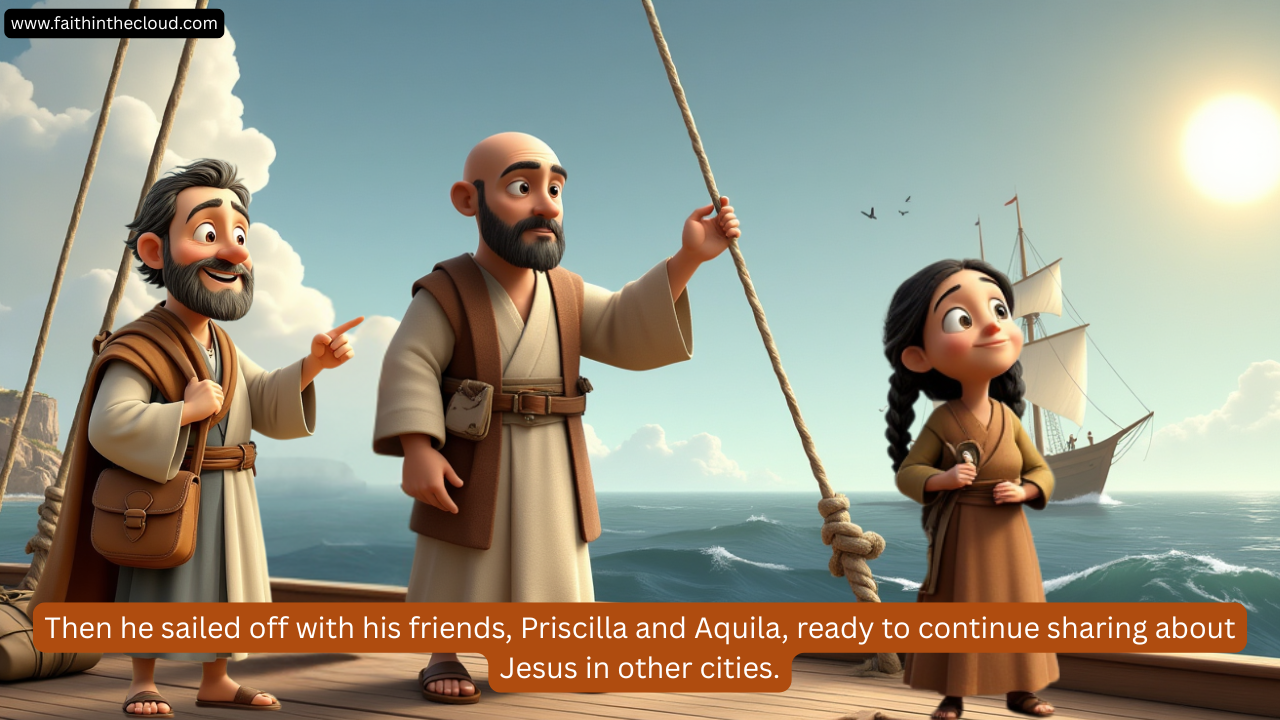 www.faithinthecloud.com
Then he sailed off with his friends, Priscilla and Aquila, ready to continue sharing about
Jesus in other cities.